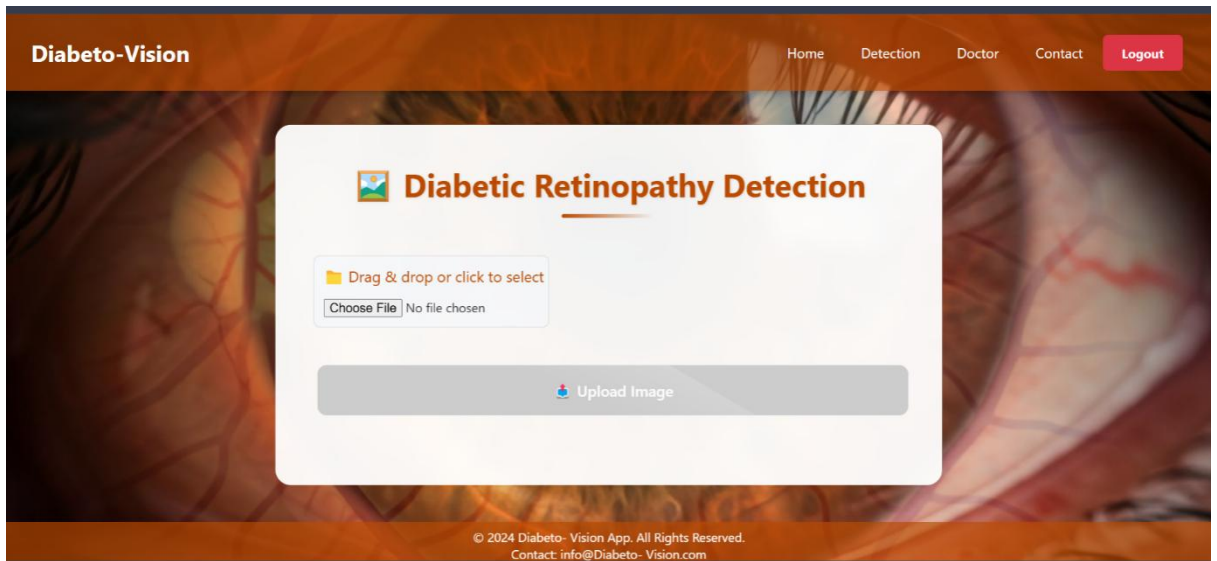 Diabeto-Vision
Home Detection Doctor Contact Logout
Diabetic Retinopathy Detection
Drag & drop or click to select
Choose File No file chosen
Upload Image
© 2024 Diabeto- Vision App. All Rights Reserved.
Contact: info@Diabeto- Vision.com